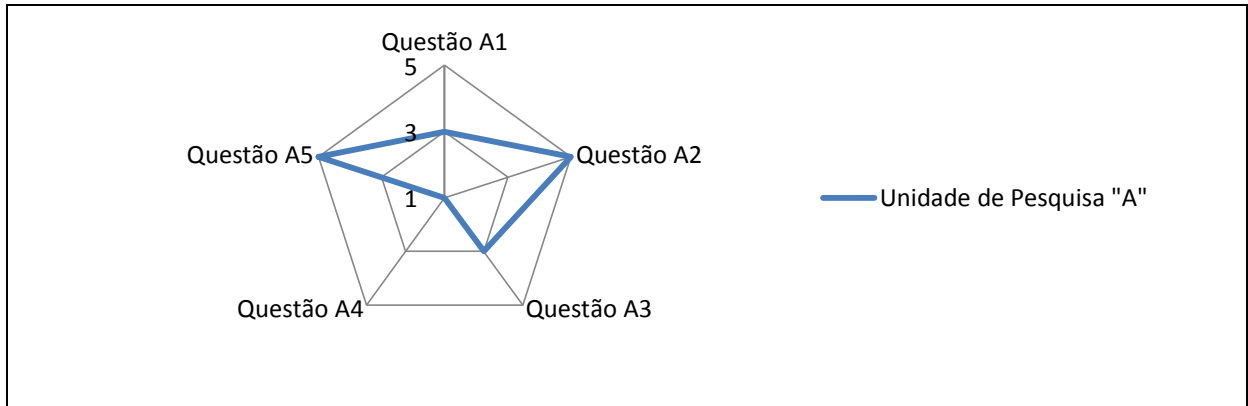 Questão A1
5
3
Questão A5
Questão A2
1
Unidade de Pesquisa "A"
Questão A4
Questão A3